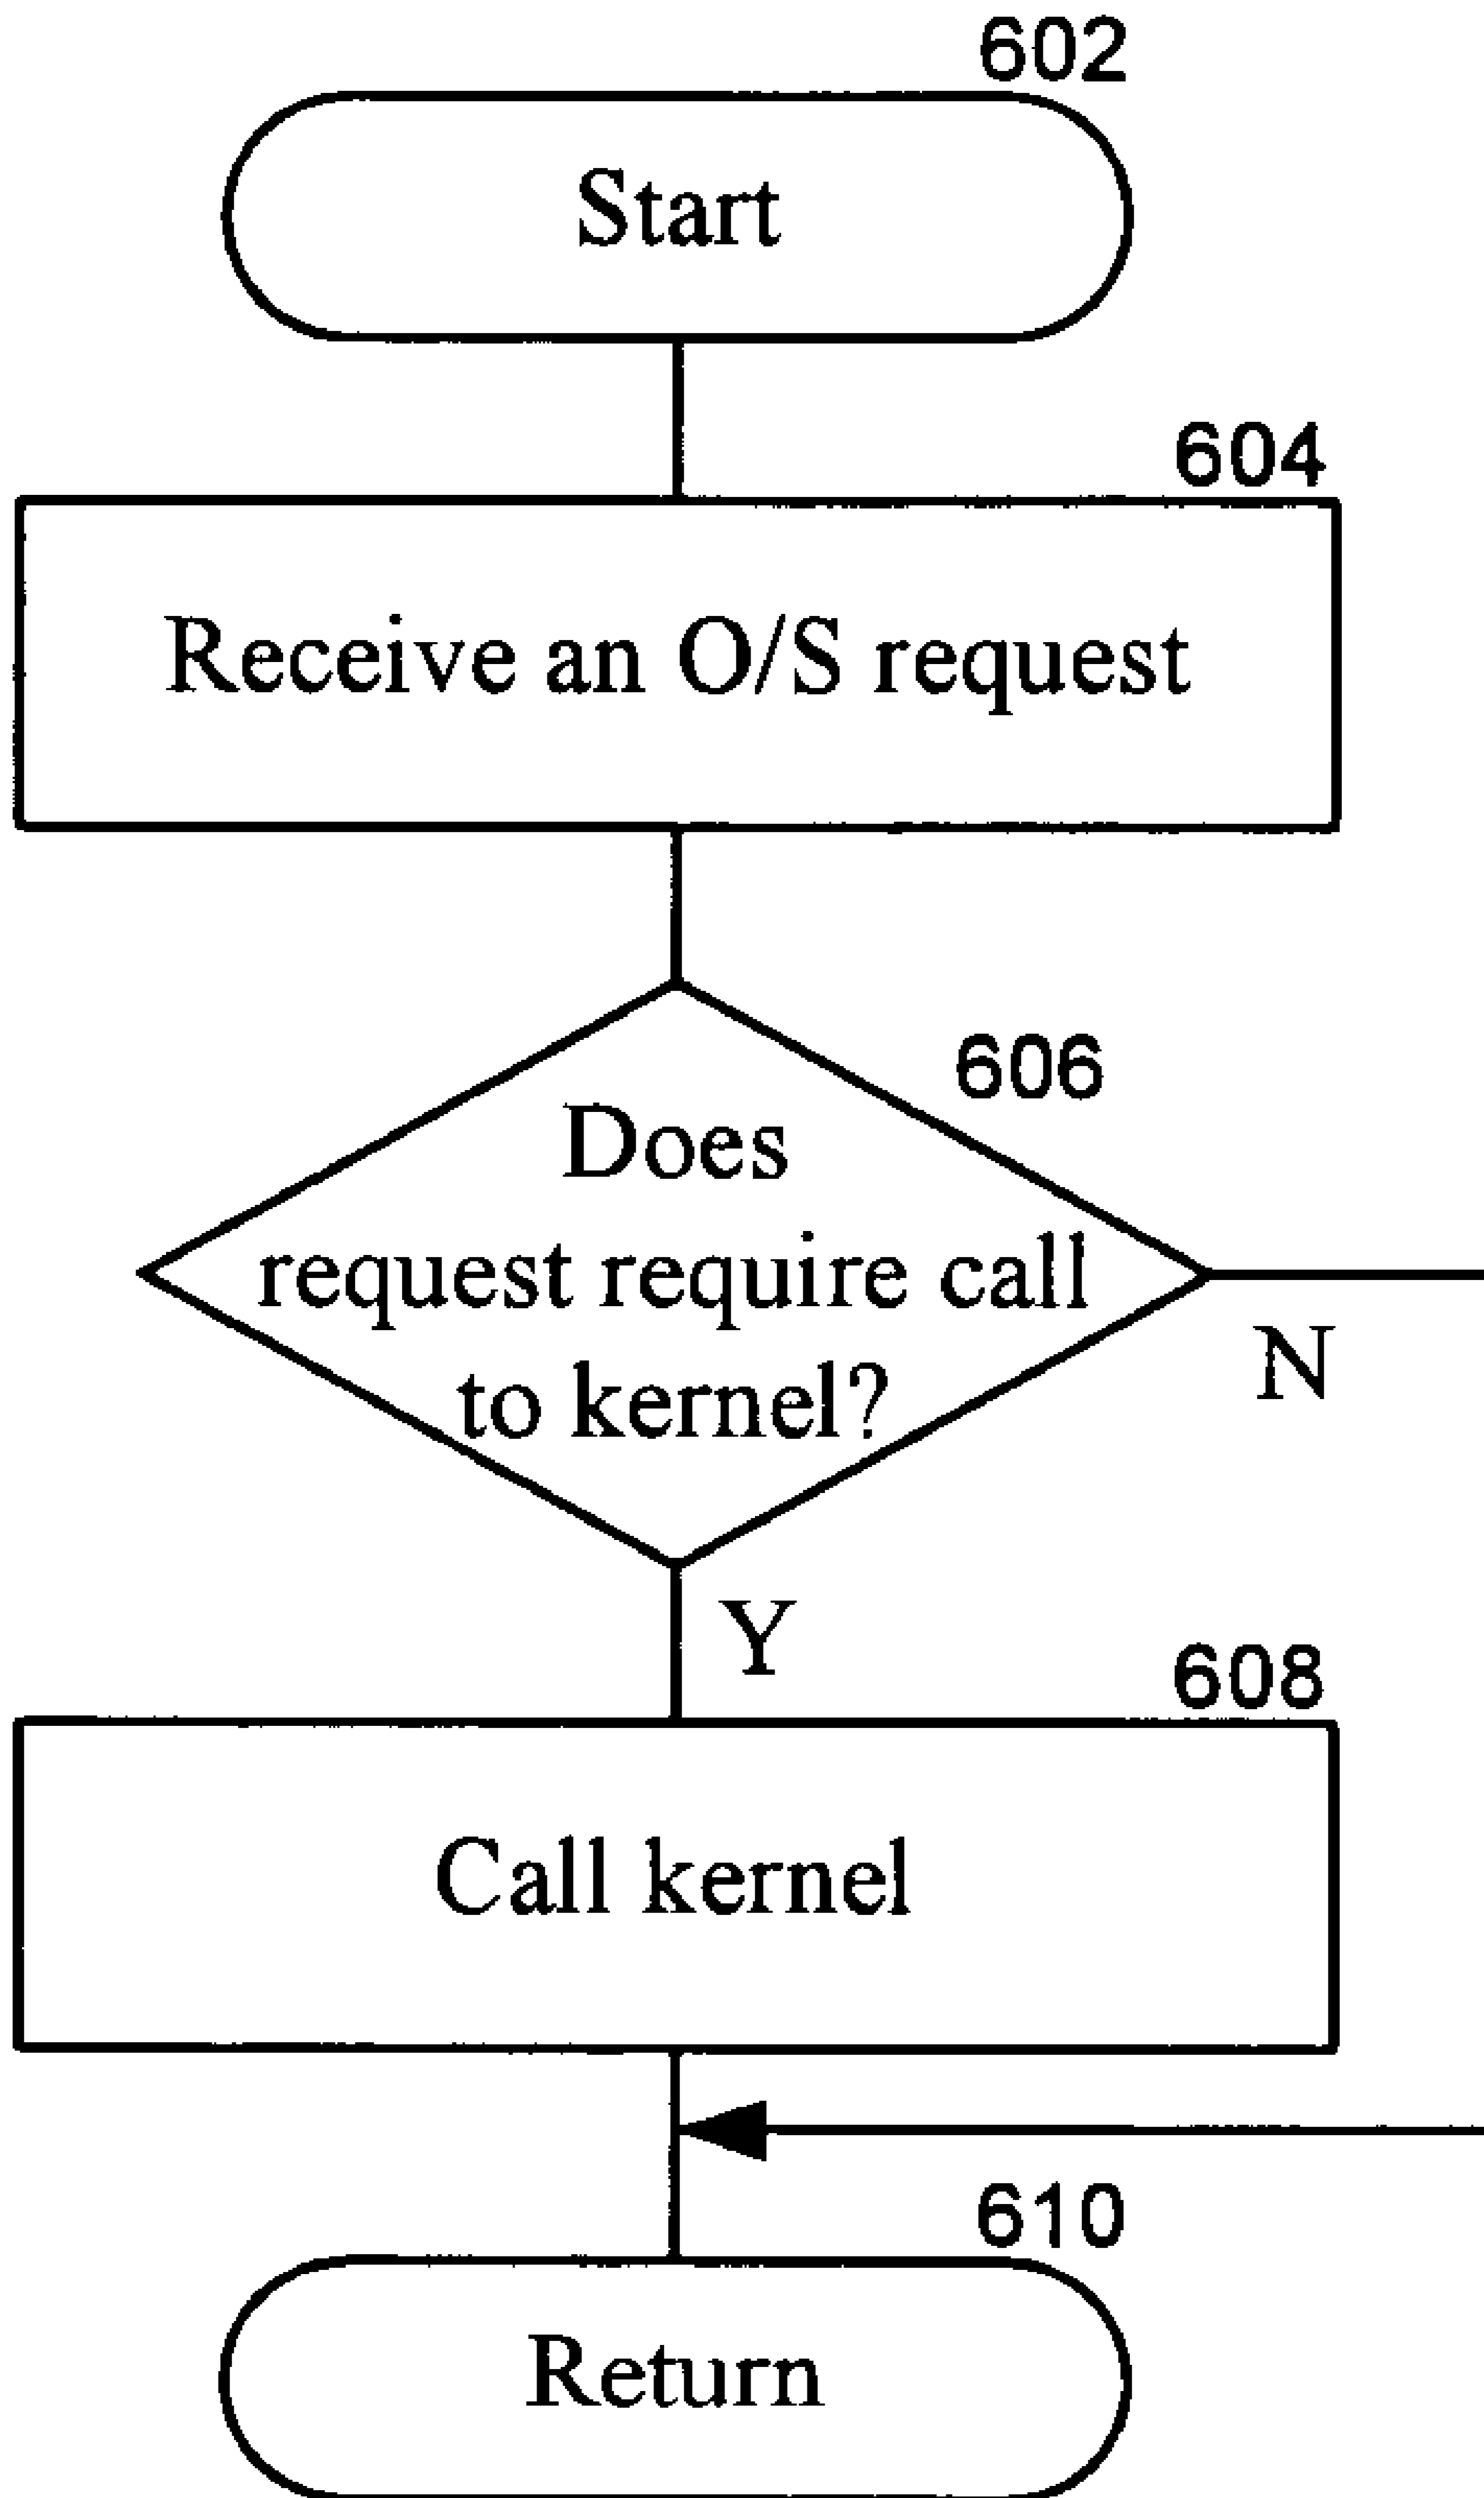 602
Start
604
Receive an O/S request
606
Does
request require call
to kernel?
N
Y
608
Call kernel
610
Return